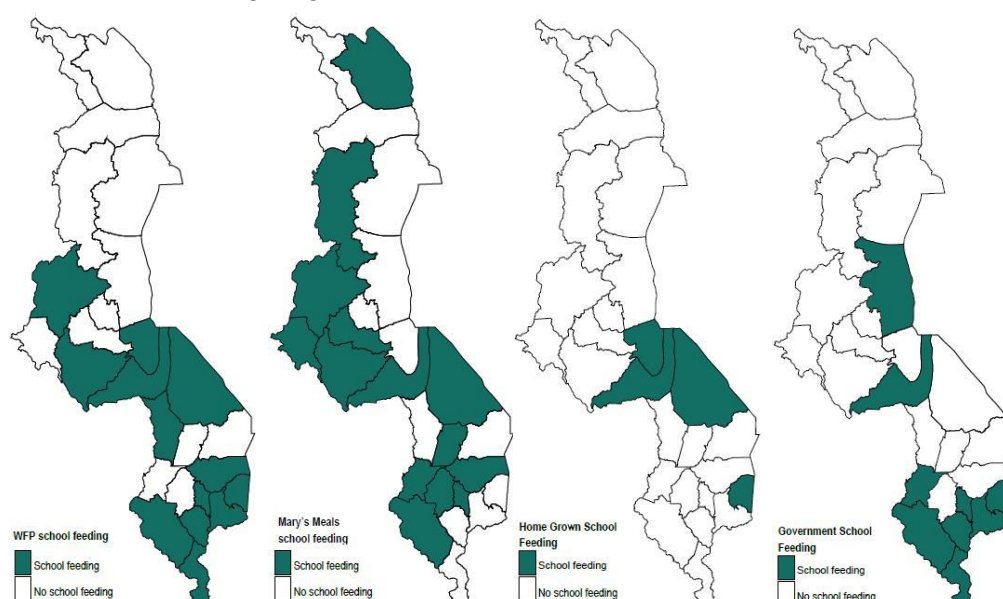 WFP school feeding
School feeding
No school feeding
Mary's Meals
school feeding
School feeding
No school feeding
Home Grown School
Feeding
School feeding
No school feeding
Government School
Feeding
School feeding
No school feeding